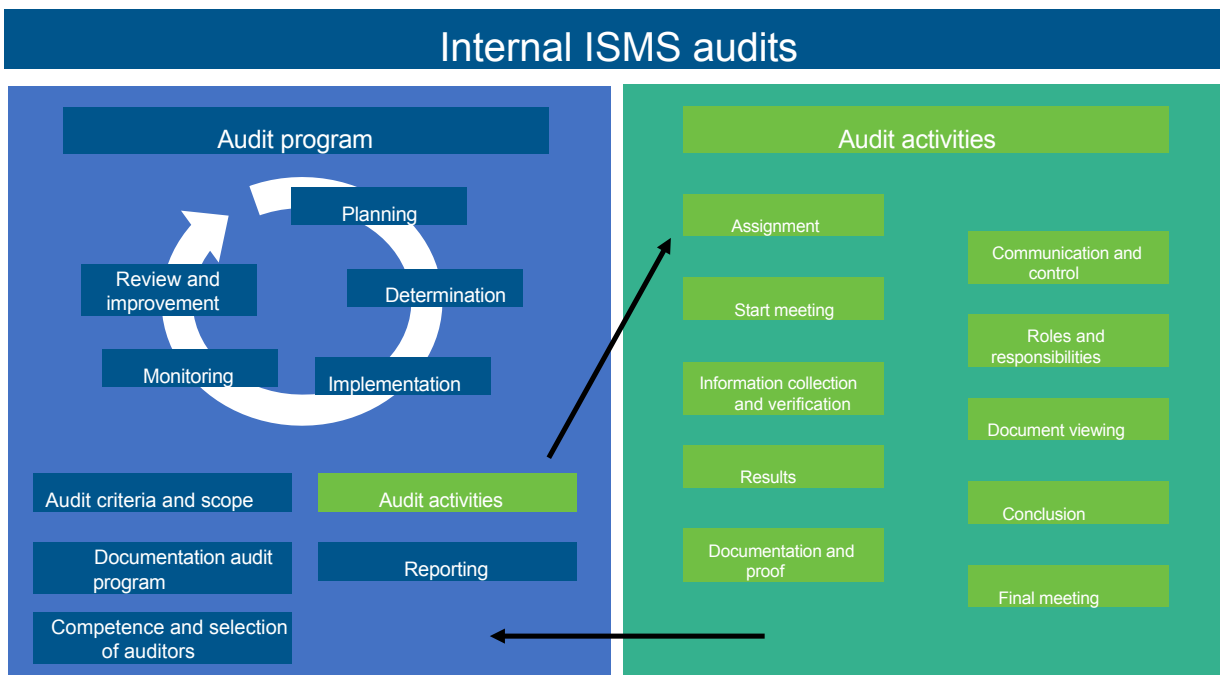 Internal ISMS audits
Audit program
Planning
Determination
Implementation
Monitoring
Review and
improvement
Audit criteria and scope
Audit activities
Documentation audit
program
Reporting
Competence and selection
of auditors
Audit activities
Assignment
Communication and
control
Start meeting
Roles and
responsibilities
Information collection
and verification
Document viewing
Results
Conclusion
Documentation and
proof
Final meeting